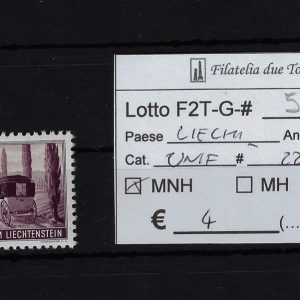 Filatelia due To
Lotto F2T-G-# 5
Paese LIECHT An
Cat. UNIF # 22
☒ MNH ☐ MH
€ 4 (...
M LIECHTENSTEIN